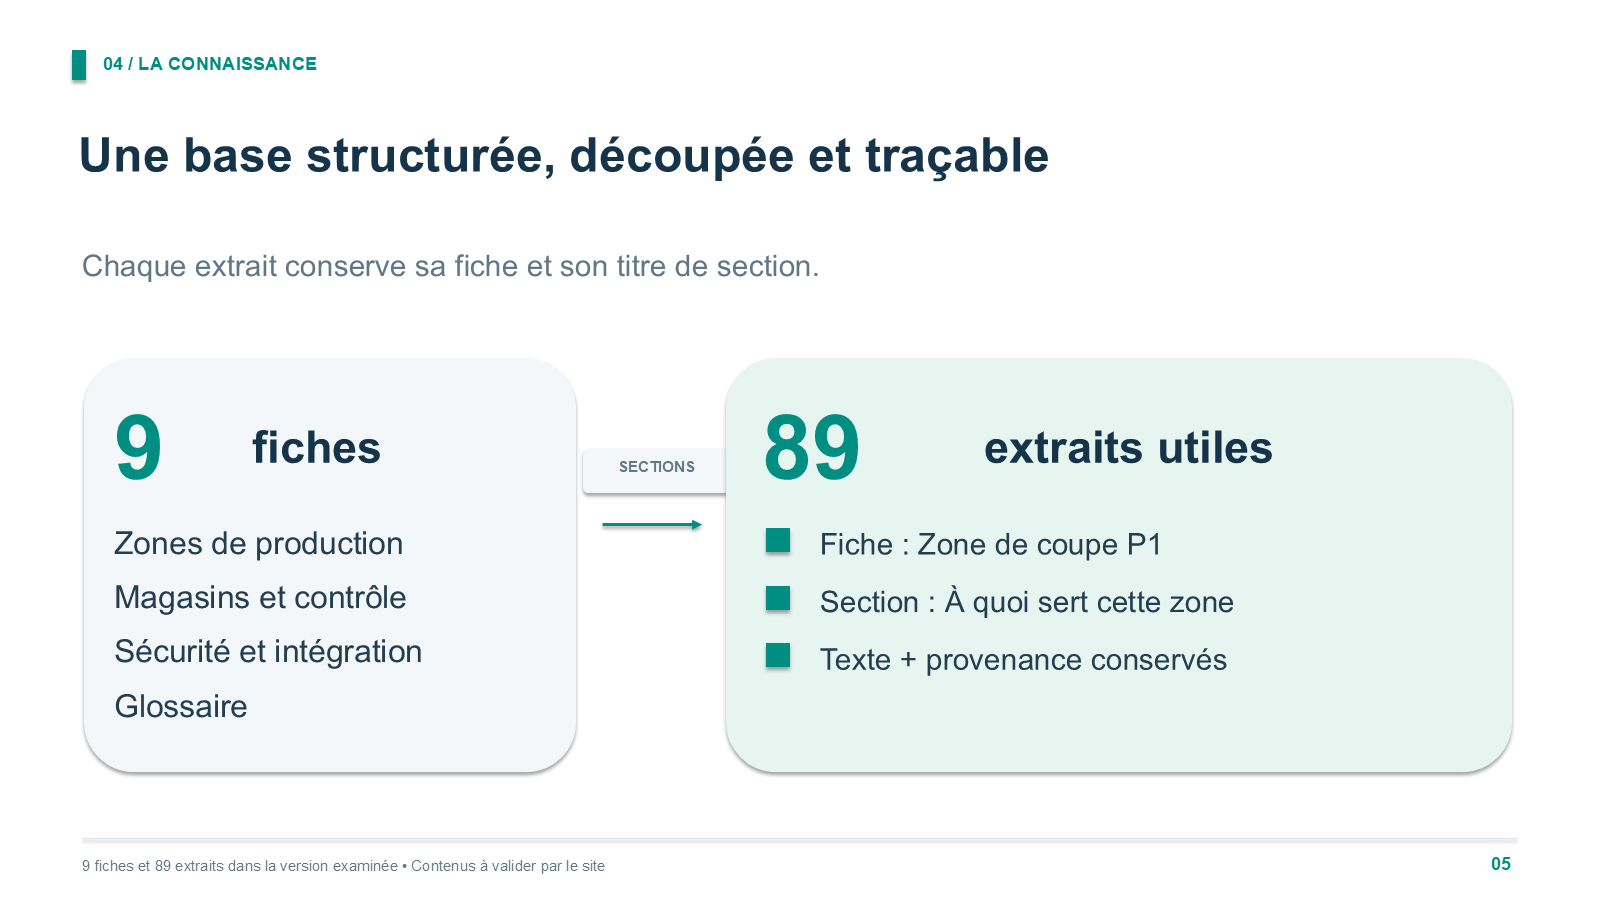 04 / LA CONNAISSANCE
Une base structurée, découpée et traçable
Chaque extrait conserve sa fiche et son titre de section.
9 fiches
Zones de production
Magasins et contrôle
Sécurité et intégration
Glossaire
SECTIONS
89 extraits utiles
Fiche : Zone de coupe P1
Section : À quoi sert cette zone
Texte + provenance conservés
9 fiches et 89 extraits dans la version examinée • Contenus à valider par le site
05